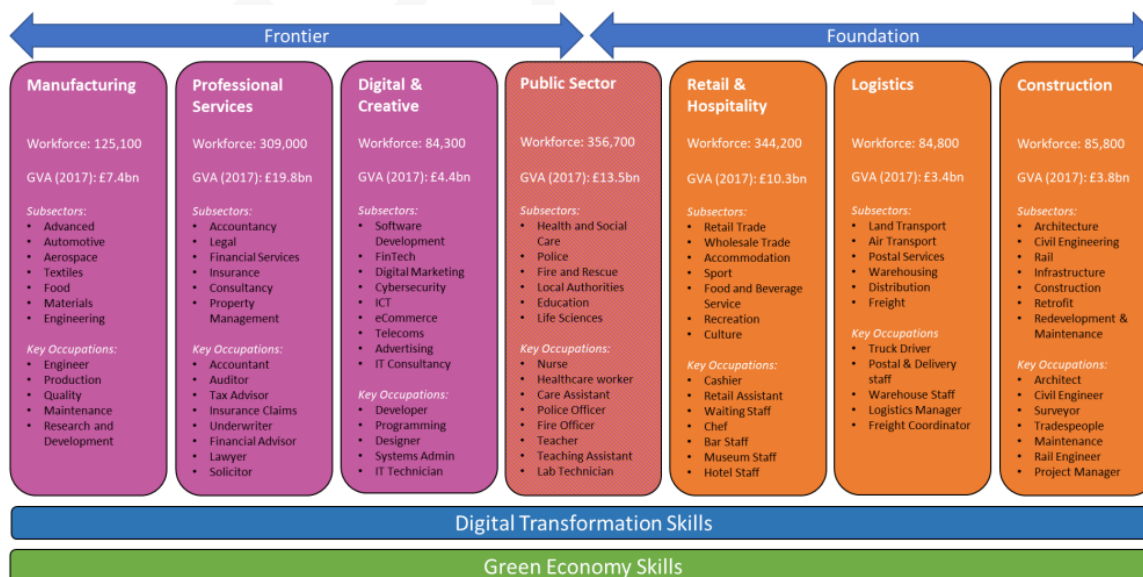 Frontier
Foundation
Manufacturing
Workforce: 125,100
GVA (2017): £7.4bn
Subsectors:
• Advanced
• Automotive
• Aerospace
• Textiles
• Food
• Materials
• Engineering
Key Occupations:
• Engineer
• Production
• Quality
• Maintenance
• Research and
Development
Professional
Services
Workforce: 309,000
GVA (2017): £19.8bn
Subsectors:
• Accountancy
• Legal
• Financial Services
• Insurance
• Consultancy
• Property
Management
Key Occupations:
• Accountant
• Auditor
• Tax Advisor
• Insurance Claims
• Underwriter
• Financial Advisor
• Lawyer
• Solicitor
Digital &
Creative
Workforce: 84,300
GVA (2017): £4.4bn
Subsectors:
• Software
Development
• FinTech
• Digital Marketing
• Cybersecurity
• ICT
• eCommerce
• Telecoms
• Advertising
• IT Consultancy
Key Occupations:
• Developer
• Programming
• Designer
• Systems Admin
• IT Technician
Public Sector
Workforce: 356,700
GVA (2017): £13.5bn
Subsectors:
• Health and Social
Care
• Police
• Fire and Rescue
• Local Authorities
• Education
• Life Sciences
Key Occupations:
• Nurse
• Healthcare worker
• Care Assistant
• Police Officer
• Fire Officer
• Teacher
• Teaching Assistant
• Lab Technician
Retail &
Hospitality
Workforce: 344,200
GVA (2017): £10.3bn
Subsectors:
• Retail Trade
• Wholesale Trade
• Accommodation
• Sport
• Food and Beverage
Service
• Recreation
• Culture
Key Occupations:
• Cashier
• Retail Assistant
• Waiting Staff
• Chef
• Bar Staff
• Museum Staff
• Hotel Staff
Logistics
Workforce: 84,800
GVA (2017): £3.4bn
Subsectors:
• Land Transport
• Air Transport
• Postal Services
• Warehousing
• Distribution
• Freight
Key Occupations
• Truck Driver
• Postal & Delivery
staff
• Warehouse Staff
• Logistics Manager
• Freight Coordinator
Construction
Workforce: 85,800
GVA (2017): £3.8bn
Subsectors:
• Architecture
• Civil Engineering
• Rail
• Infrastructure
• Construction
• Retrofit
• Redevelopment &
Maintenance
Key Occupations:
• Architect
• Civil Engineer
• Surveyor
• Tradespeople
• Maintenance
• Rail Engineer
• Project Manager
Digital Transformation Skills
Green Economy Skills